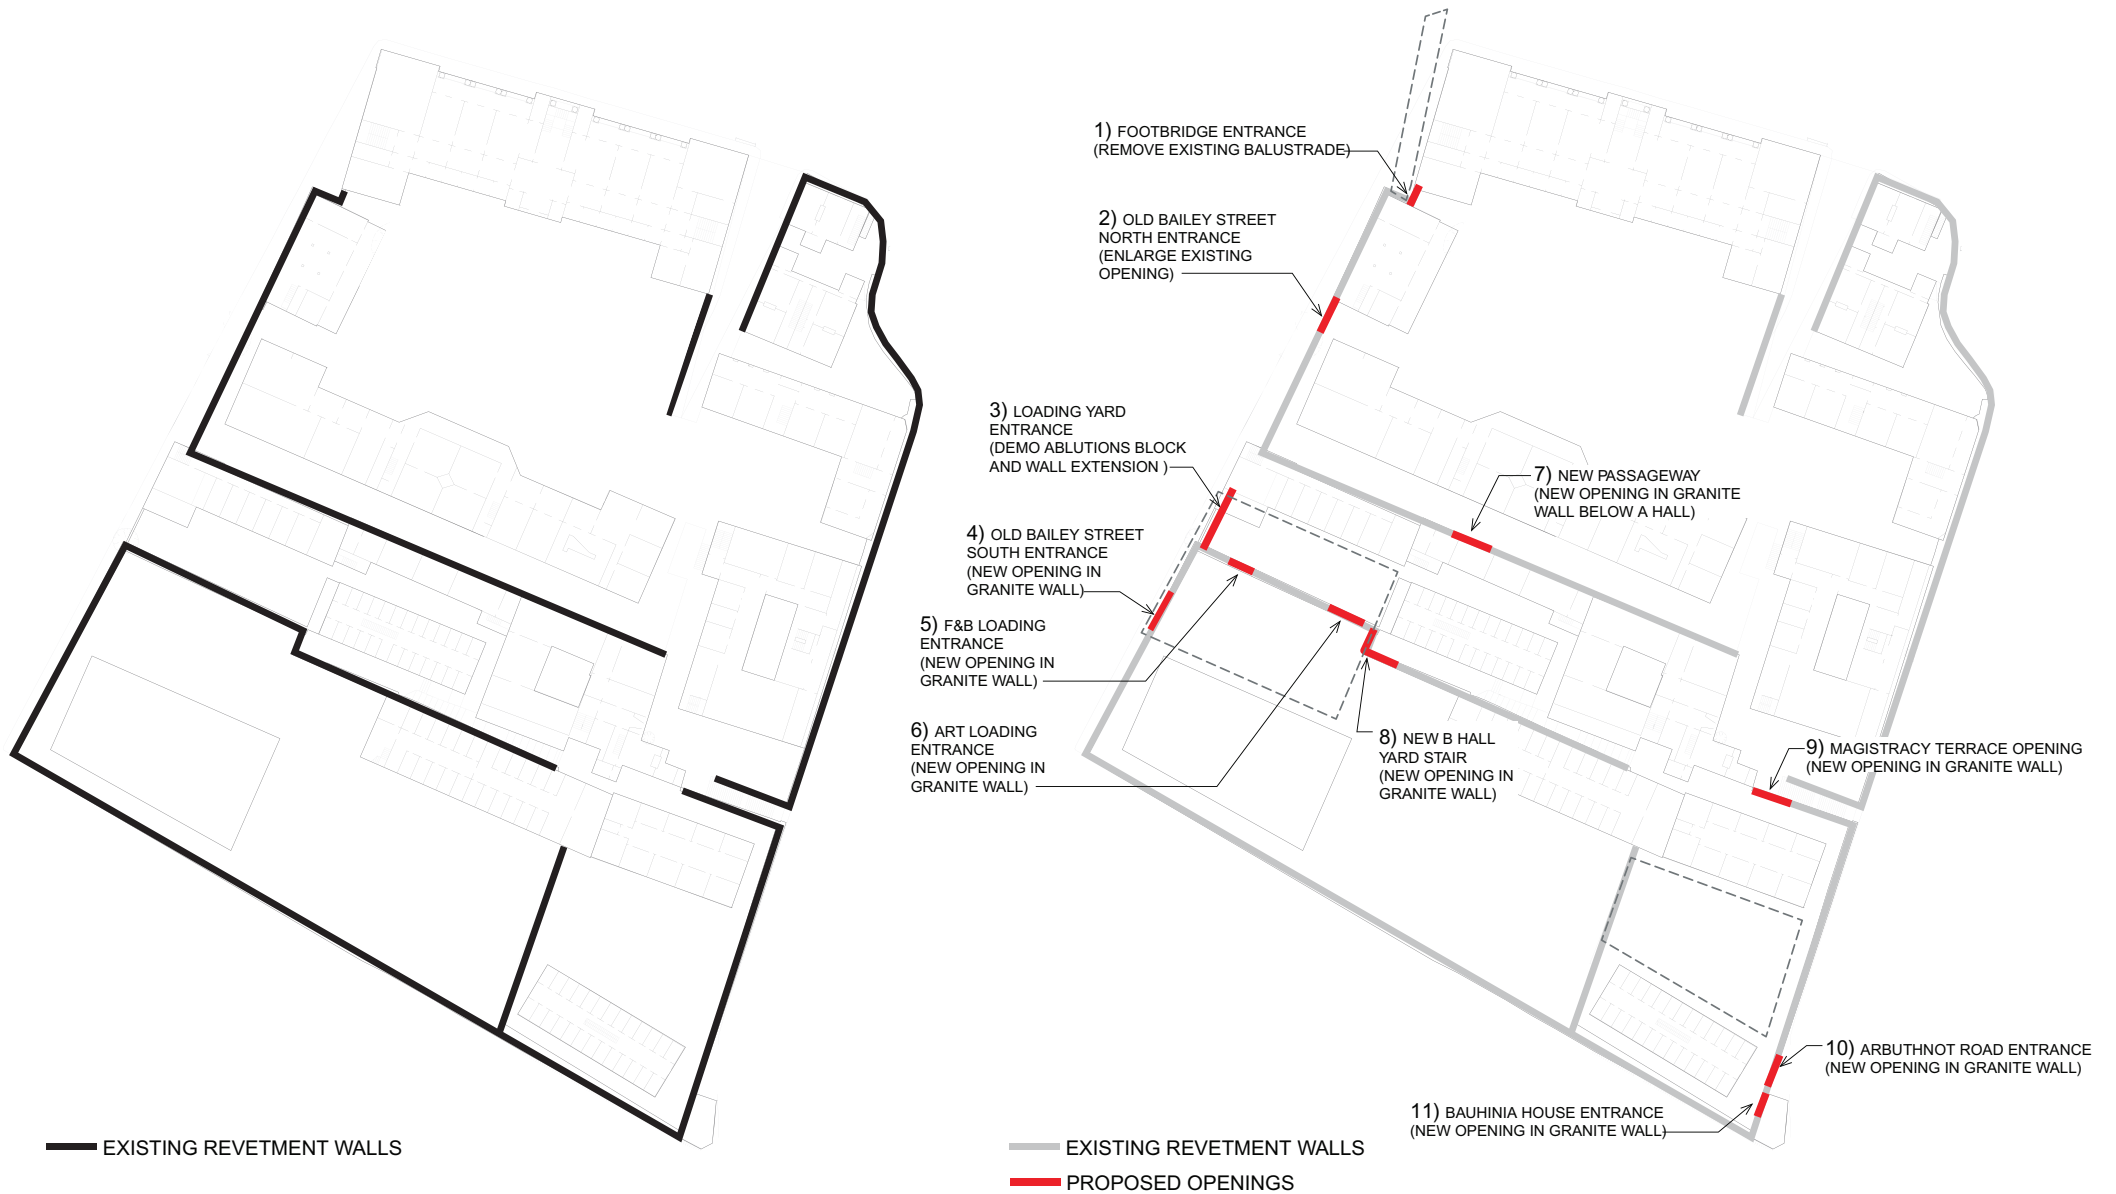 1) FOOTBRIDGE ENTRANCE
(REMOVE EXISTING BALUSTRADE)
2) OLD BAILEY STREET
NORTH ENTRANCE
(ENLARGE EXISTING
OPENING)
3) LOADING YARD
ENTRANCE
(DEMO ABLUTIONS BLOCK
AND WALL EXTENSION )
4) OLD BAILEY STREET
SOUTH ENTRANCE
(NEW OPENING IN
GRANITE WALL)
5) F&B LOADING
ENTRANCE
(NEW OPENING IN
GRANITE WALL)
6) ART LOADING
ENTRANCE
(NEW OPENING IN
GRANITE WALL)
7) NEW PASSAGEWAY
(NEW OPENING IN GRANITE
WALL BELOW A HALL)
8) NEW B HALL
YARD STAIR
(NEW OPENING IN
GRANITE WALL)
9) MAGISTRACY TERRACE OPENING
(NEW OPENING IN GRANITE WALL)
10) ARBUTHNOT ROAD ENTRANCE
(NEW OPENING IN GRANITE WALL)
11) BAUHINIA HOUSE ENTRANCE
(NEW OPENING IN GRANITE WALL)
EXISTING REVETMENT WALLS
EXISTING REVETMENT WALLS
PROPOSED OPENINGS